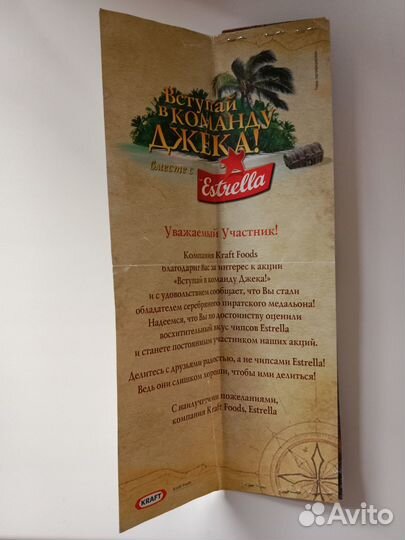 Вступай
в команду
Джека!
вместе с
Estrella
Уважаемый Участник!
Компания Kraft Foods
благодарит Вас за интерес к акции
«Вступай в команду Джека!»
и с удовольствием сообщает, что Вы стали
обладателем серебряного пиратского медальона!
Надеемся, что Вы по достоинству оценили
восхитительный вкус чипсов Estrella
и станете постоянным участником наших акций.
Делитесь с друзьями радостью, а не чипсами Estrella!
Ведь они слишком хороши, чтобы ими делиться!
С наилучшими пожеланиями,
компания Kraft Foods, Estrella
KRAFT
Kraft Foods
Avito